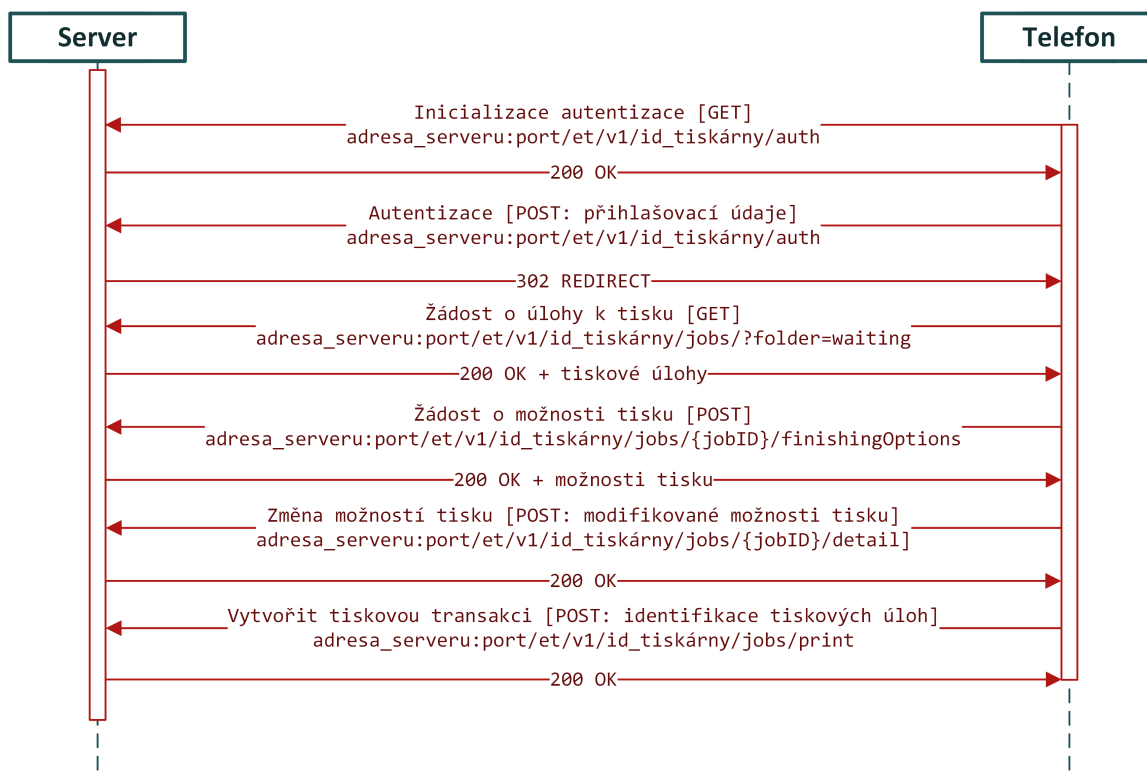 Server
Telefon
Inicializace autentizace [GET]
adresa_serveru:port/et/v1/id_tiskárny/auth
200 OK
Autentizace [POST: přihlašovací údaje]
adresa_serveru:port/et/v1/id_tiskárny/auth
302 REDIRECT
Žádost o úlohy k tisku [GET]
adresa_serveru:port/et/v1/id_tiskárny/jobs/?folder=waiting
200 OK + tiskové úlohy
Žádost o možnosti tisku [POST]
adresa_serveru:port/et/v1/id_tiskárny/jobs/{jobID}/finishingOptions
200 OK + možnosti tisku
Změna možností tisku [POST: modifikované možnosti tisku]
adresa_serveru:port/et/v1/id_tiskárny/jobs/{jobID}/detail]
200 OK
Vytvořit tiskovou transakci [POST: identifikace tiskových úloh]
adresa_serveru:port/et/v1/id_tiskárny/jobs/print
200 OK